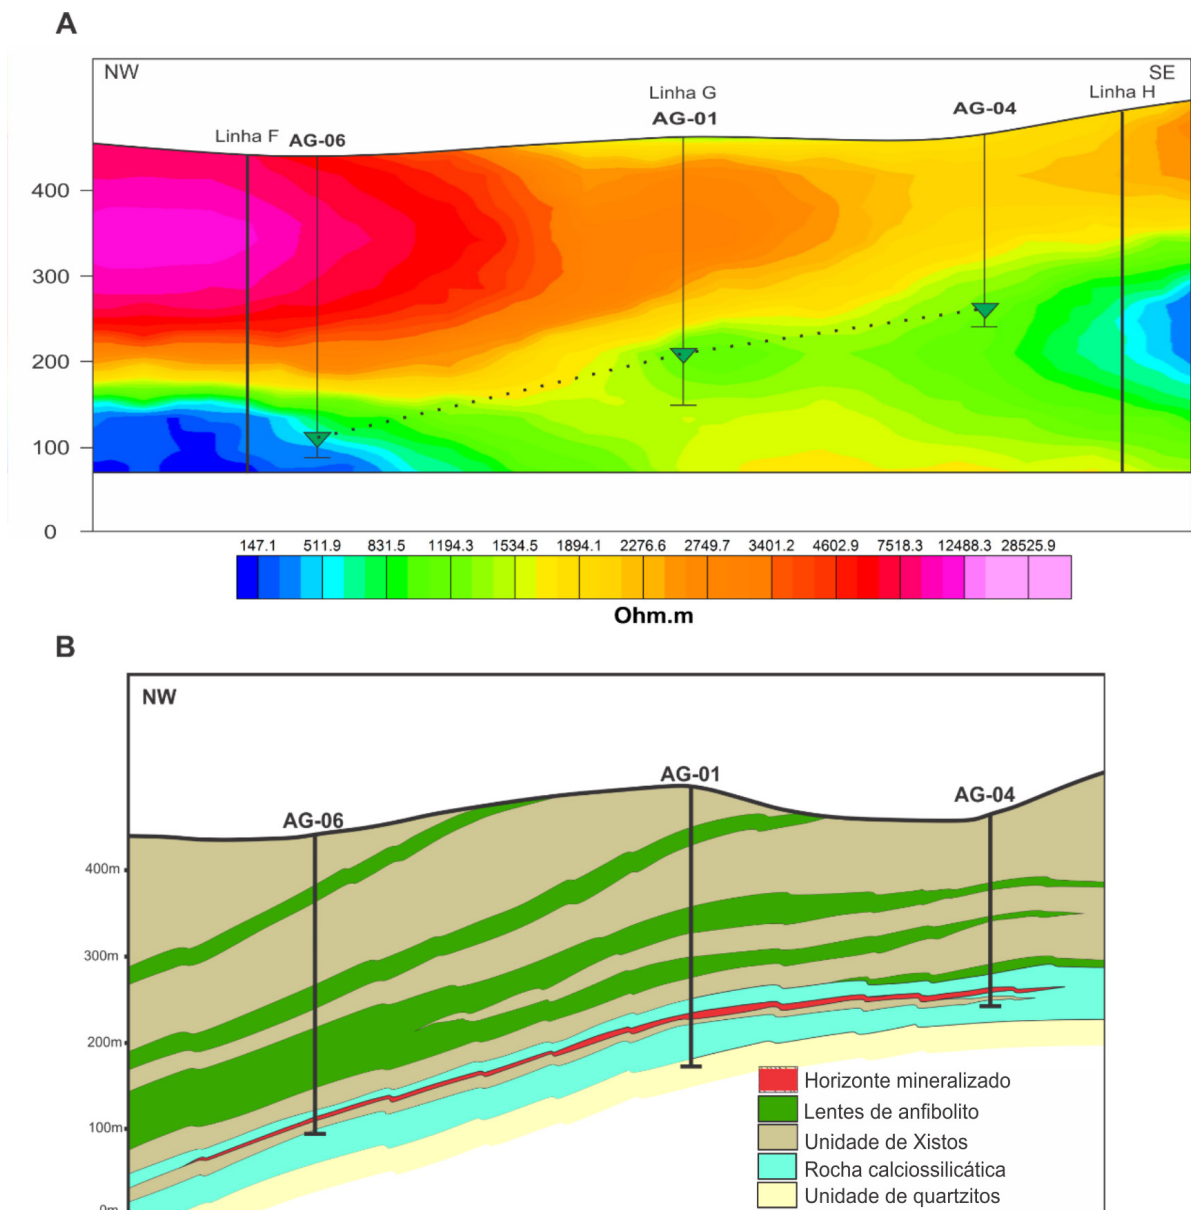 A
NW
SE
Linha G
Linha H
AG-01
AG-04
Linha F
AG-06
400
300
200
100
0
147.1 511.9 831.5 1194.3 1534.5 1894.1 2276.6 2749.7 3401.2 4602.9 7518.3 12488.3 28525.9
Ohm.m
B
NW
AG-01
AG-04
AG-06
400m
300m
200m
100m
0m
Horizonte mineralizado
Lentes de anfibolito
Unidade de Xistos
Rocha calciossilicática
Unidade de quartzitos